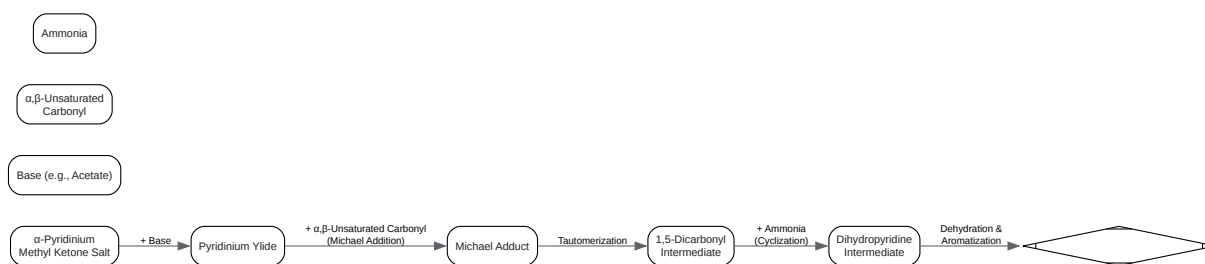 Ammonia
α,β-Unsaturated
Carbonyl
Base (e.g., Acetate)
α-Pyridinium
Methyl Ketone Salt
+ Base
Pyridinium Ylide
+ α,β-Unsaturated Carbonyl
(Michael Addition)
Michael Adduct
Tautomerization
1,5-Dicarbonyl
Intermediate
+ Ammonia
(Cyclization)
Dihydropyridine
Intermediate
Dehydration &
Aromatization